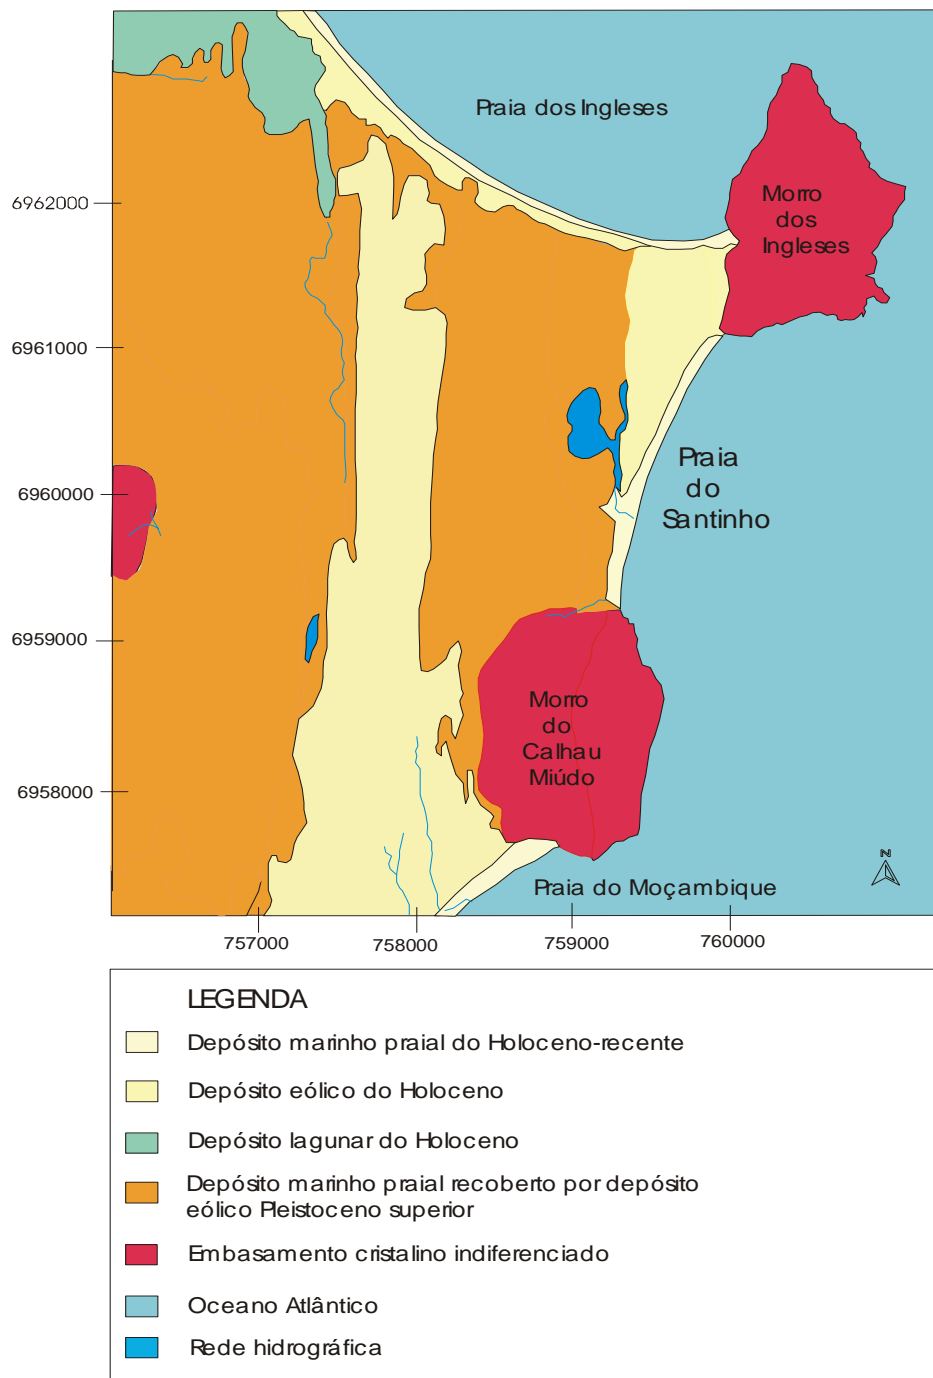 Praia dos Ingleses
Morro
dos
Ingleses
6962000
6961000
Praia
do
Santinho
6960000
6959000
Morro
do
Calhau
Miúdo
6958000
N
Praia do Moçambique
757000
758000
759000
760000
LEGENDA
Depósito marinho praial do Holoceno-recente
Depósito eólico do Holoceno
Depósito lagunar do Holoceno
Depósito marinho praial recoberto por depósito
eólico Pleistoceno superior
Embasamento cristalino indiferenciado
Oceano Atlântico
Rede hidrográfica